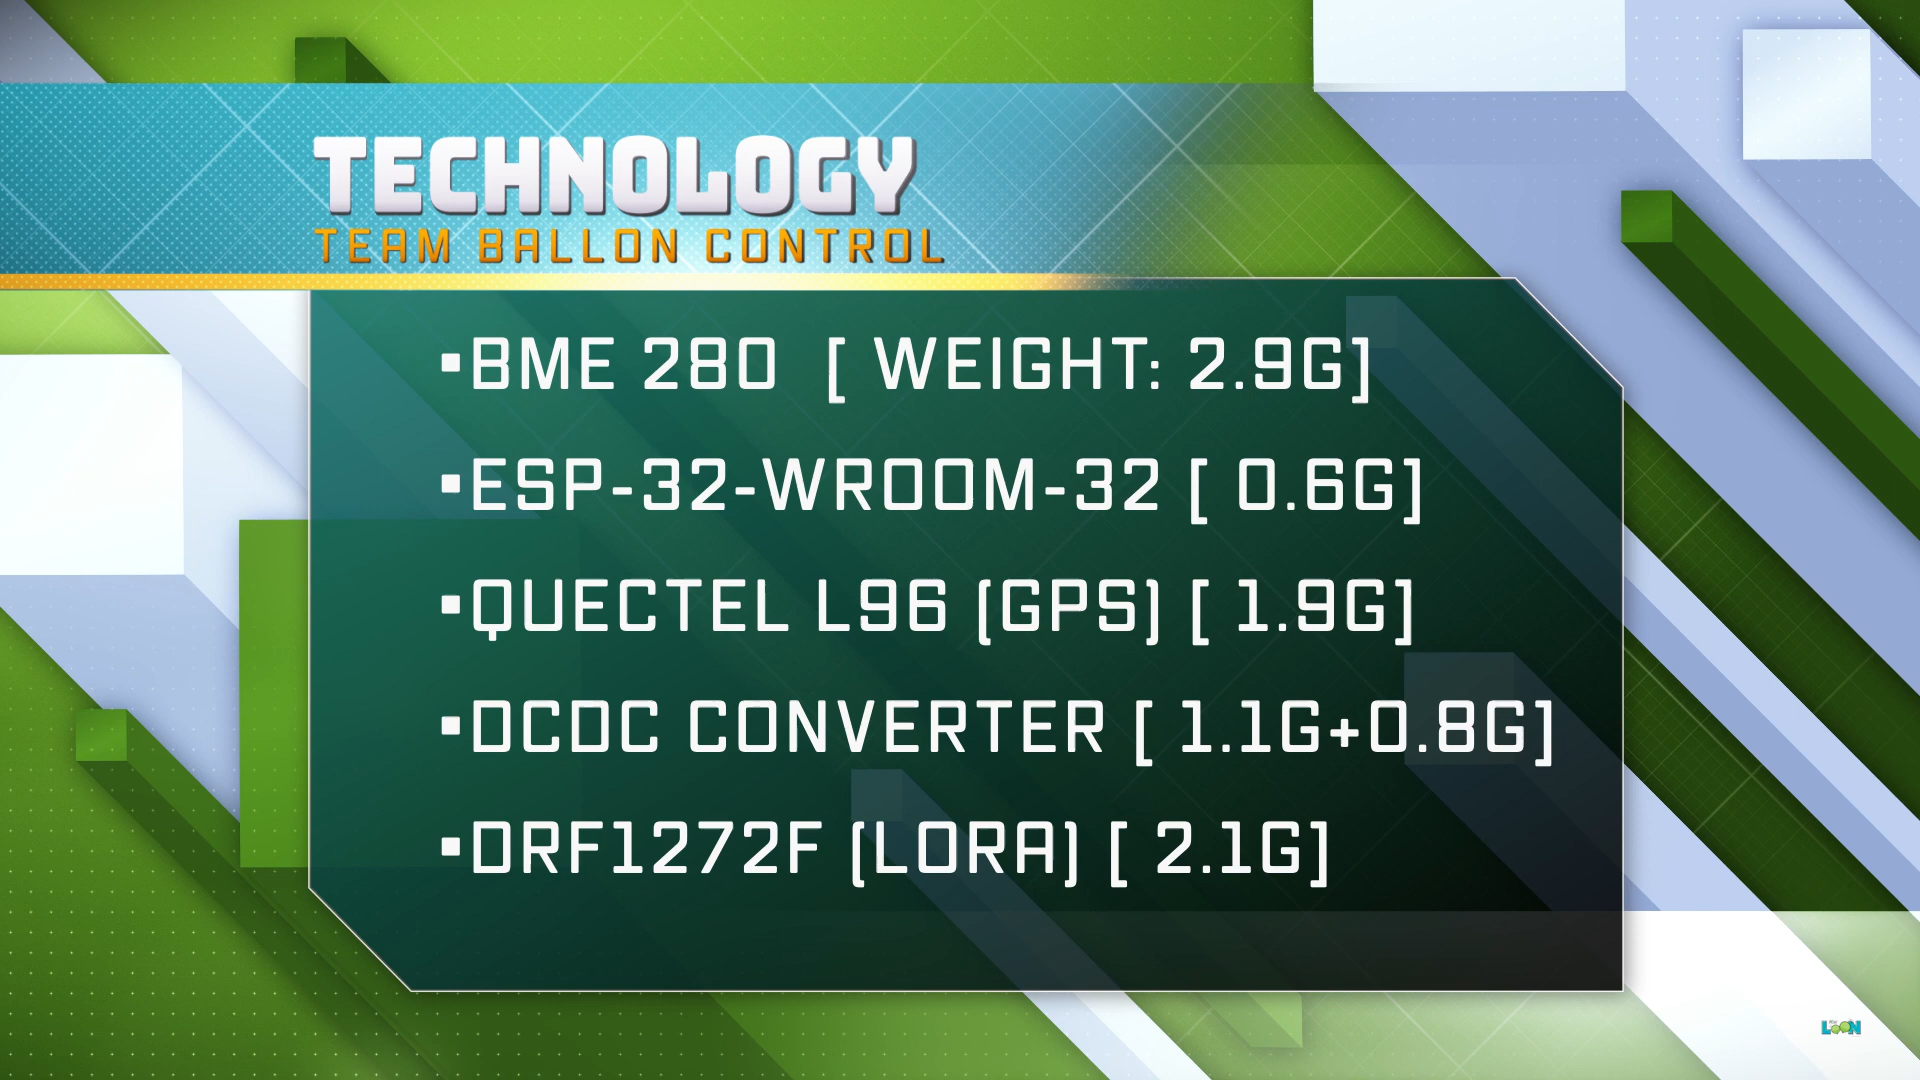 TECHNOLOGY
TEAM BALLON CONTROL
▪BME 280 [ WEIGHT: 2.9G]
▪ESP-32-WROOM-32 [ 0.6G]
▪QUECTEL L96 (GPS) [ 1.9G]
▪DCDC CONVERTER [ 1.1G+0.8G]
▪DRF1272F (LORA) [ 2.1G]
LOON